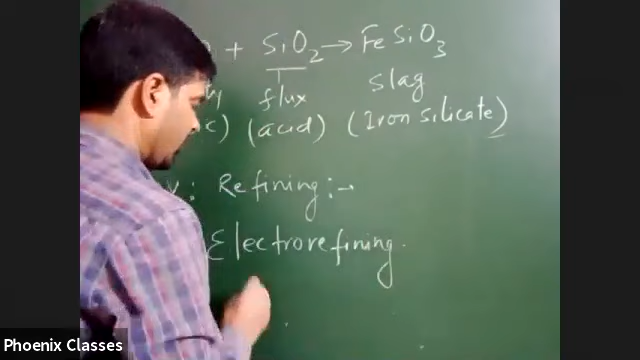 + SiO₂ → FeSiO₃
flux slag
(acid) (Iron silicate)
Refining :-
Electrorefining.
Phoenix Classes